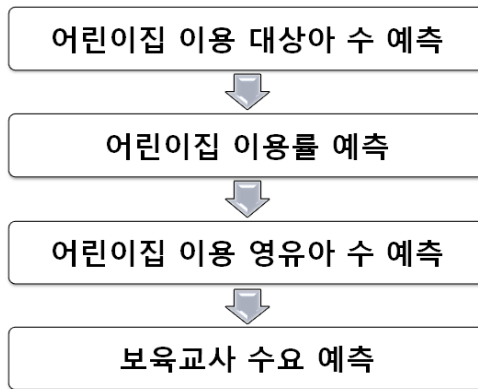 어린이집 이용 대상아 수 예측
어린이집 이용률 예측
어린이집 이용 영유아 수 예측
보육교사 수요 예측